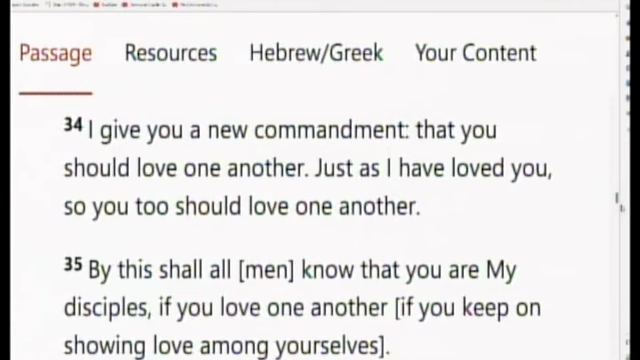 Passage Resources Hebrew/Greek Your Content
34 I give you a new commandment: that you
should love one another. Just as I have loved you,
so you too should love one another.
35 By this shall all [men] know that you are My
disciples, if you love one another [if you keep on
showing love among yourselves].